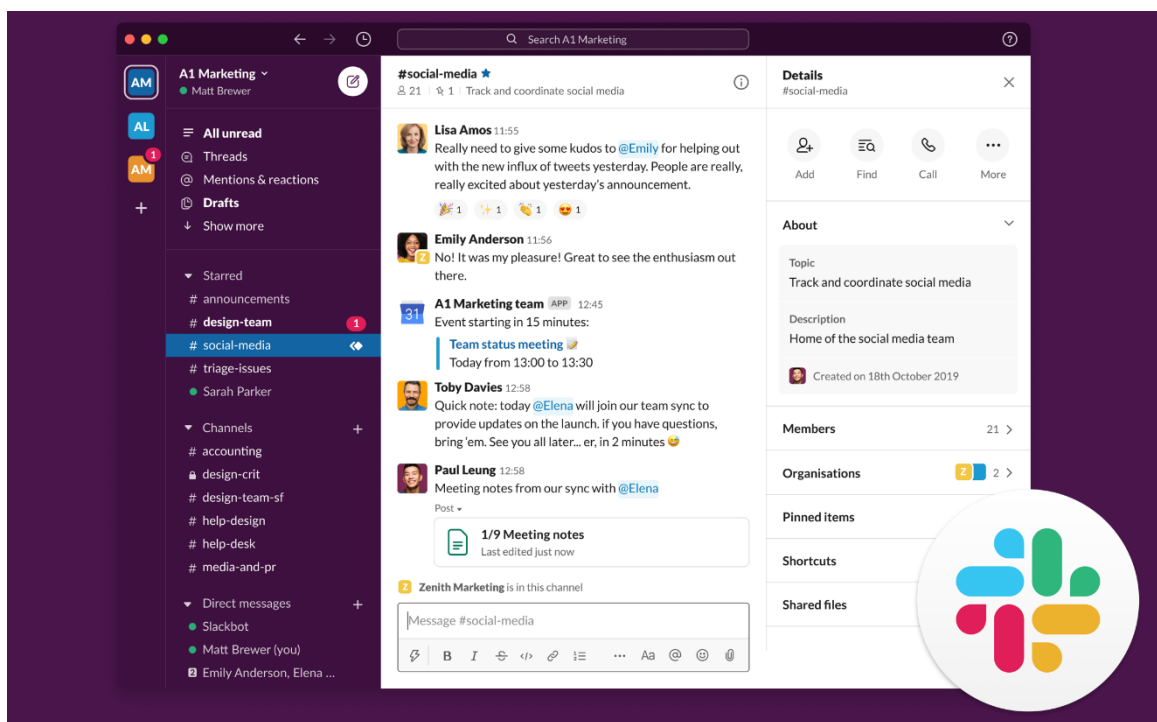 Search A1 Marketing
AM
AL
AM
1
A1 Marketing
Matt Brewer
All unread
Threads
Mentions & reactions
Drafts
Show more
Starred
# announcements
# design-team 1
# social-media
# triage-issues
Sarah Parker
Channels
# accounting
design-crit
# design-team-sf
# help-design
# help-desk
# media-and-pr
Direct messages
Slackbot
Matt Brewer (you)
2 Emily Anderson, Elena ...
#social-media
21 | 1 | Track and coordinate social media
Lisa Amos 11:55
Really need to give some kudos to @Emily for helping out
with the new influx of tweets yesterday. People are really,
really excited about yesterday’s announcement.
1 1 1 1
Emily Anderson 11:56
Z
No! It was my pleasure! Great to see the enthusiasm out
there.
31
A1 Marketing team APP 12:45
Event starting in 15 minutes:
Team status meeting
Today from 13:00 to 13:30
Toby Davies 12:58
Quick note: today @Elena will join our team sync to
provide updates on the launch. if you have questions,
bring ‘em. See you all later... er, in 2 minutes
Paul Leung 12:58
Meeting notes from our sync with @Elena
Post
1/9 Meeting notes
Last edited just now
Z Zenith Marketing is in this channel
Message #social-media
B I S </> Aa @
Details
#social-media
Add Find Call More
About
Topic
Track and coordinate social media
Description
Home of the social media team
Created on 18th October 2019
Members 21
Organisations Z 2
Pinned items
Shortcuts
Shared files